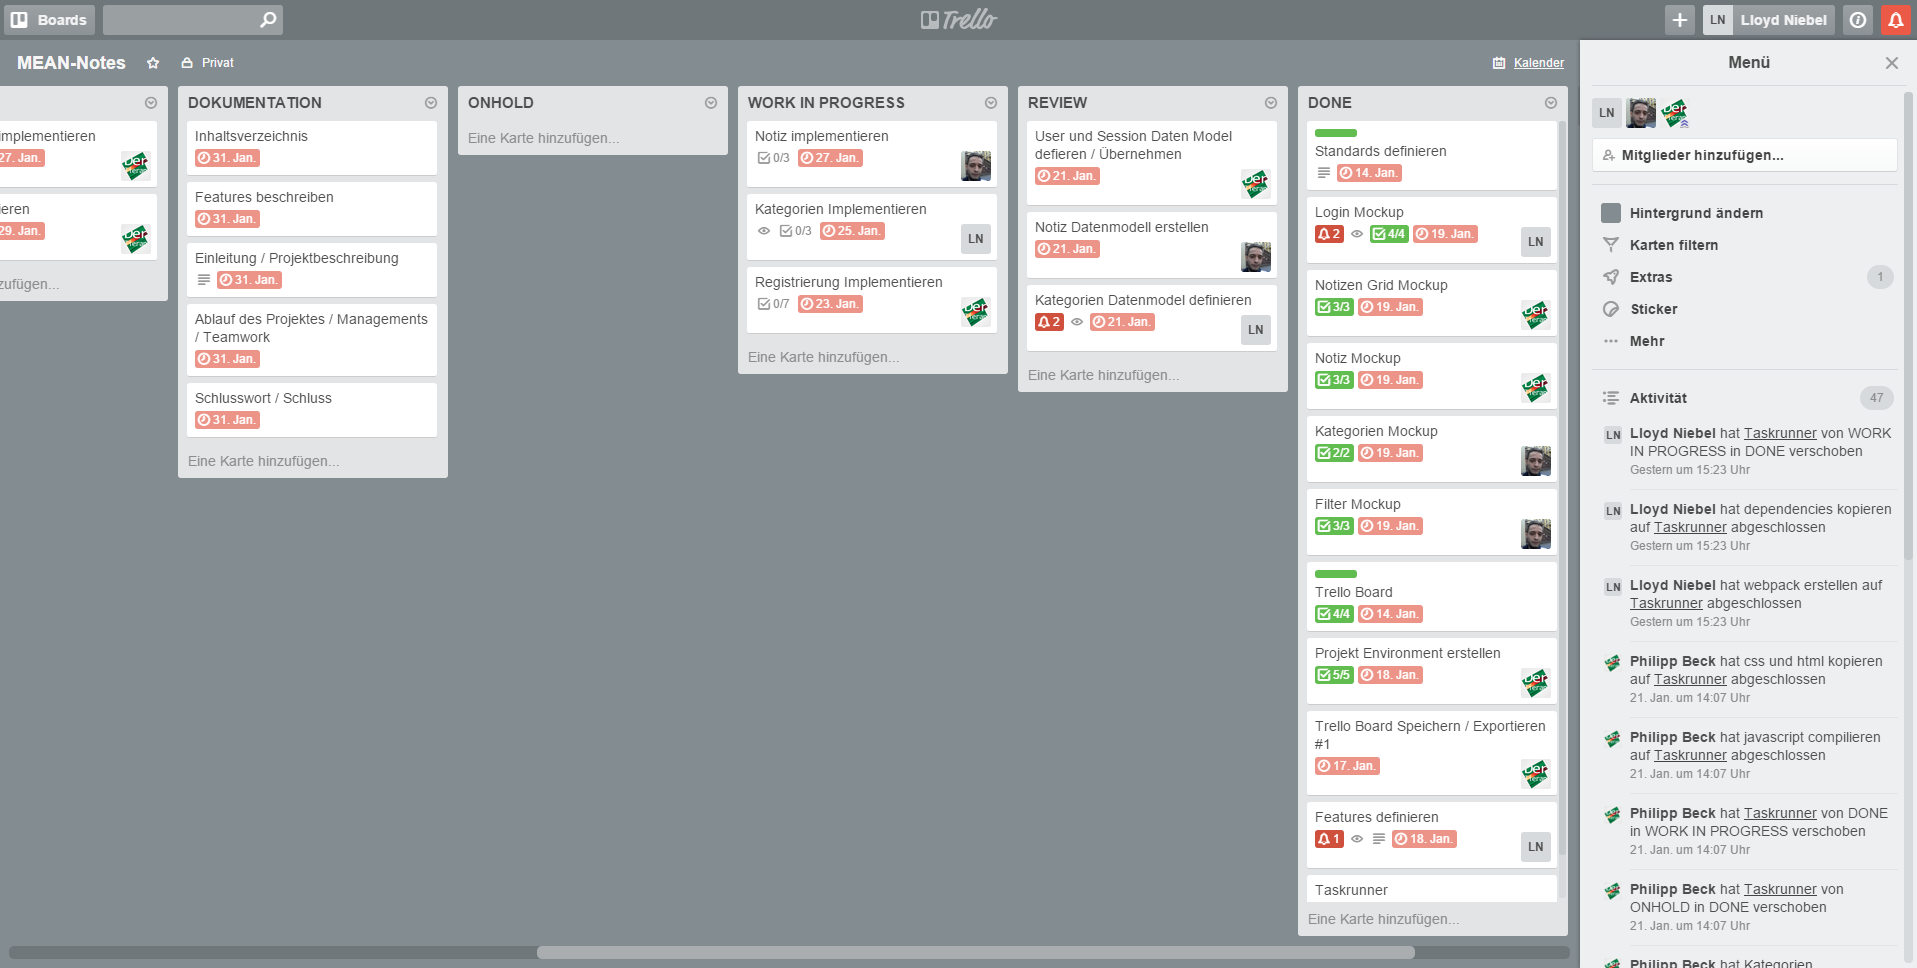 Boards
Trello
LN
Lloyd Niebel
MEAN-Notes
Privat
Kalender
implementieren
27. Jan.
ieren
29. Jan.
zufügen...
DOKUMENTATION
Inhaltsverzeichnis
31. Jan.
Features beschreiben
31. Jan.
Einleitung / Projektbeschreibung
31. Jan.
Ablauf des Projektes / Managements
/ Teamwork
31. Jan.
Schlusswort / Schluss
31. Jan.
Eine Karte hinzufügen...
ONHOLD
Eine Karte hinzufügen...
WORK IN PROGRESS
Notiz implementieren
0/3 27. Jan.
Kategorien Implementieren
0/3 25. Jan.
LN
Registrierung Implementieren
0/7 23. Jan.
Eine Karte hinzufügen...
REVIEW
User und Session Daten Model
defieren / Übernehmen
21. Jan.
Notiz Datenmodell erstellen
21. Jan.
Kategorien Datenmodel definieren
2 21. Jan.
LN
Eine Karte hinzufügen...
DONE
Standards definieren
14. Jan.
Login Mockup
2 4/4 19. Jan.
LN
Notizen Grid Mockup
3/3 19. Jan.
Notiz Mockup
3/3 19. Jan.
Kategorien Mockup
2/2 19. Jan.
Filter Mockup
3/3 19. Jan.
Trello Board
4/4 14. Jan.
Projekt Environment erstellen
5/5 18. Jan.
Trello Board Speichern / Exportieren
#1
17. Jan.
Features definieren
1 18. Jan.
LN
Taskrunner
Eine Karte hinzufügen...
Menü
LN
Mitglieder hinzufügen...
Hintergrund ändern
Karten filtern
Extras 1
Sticker
Mehr
Aktivität 47
LN Lloyd Niebel hat Taskrunner von WORK
IN PROGRESS in DONE verschoben
Gestern um 15:23 Uhr
LN Lloyd Niebel hat dependencies kopieren
auf Taskrunner abgeschlossen
Gestern um 15:23 Uhr
LN Lloyd Niebel hat webpack erstellen auf
Taskrunner abgeschlossen
Gestern um 15:23 Uhr
Philipp Beck hat css und html kopieren
auf Taskrunner abgeschlossen
21. Jan. um 14:07 Uhr
Philipp Beck hat javascript compilieren
auf Taskrunner abgeschlossen
21. Jan. um 14:07 Uhr
Philipp Beck hat Taskrunner von DONE
in WORK IN PROGRESS verschoben
21. Jan. um 14:07 Uhr
Philipp Beck hat Taskrunner von
ONHOLD in DONE verschoben
21. Jan. um 14:07 Uhr
Philipp Beck hat Kategorien